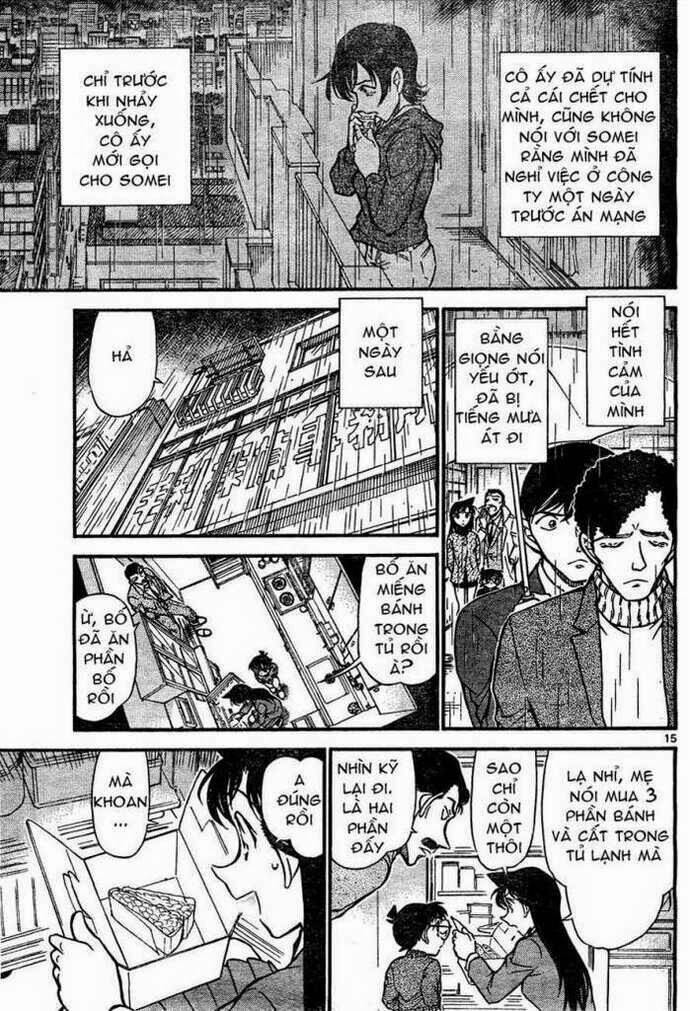 CÔ ẤY ĐÃ DỰ TÍNH
CẢ CÁI CHẾT CHO
MÌNH, CŨNG KHÔNG
NÓI VỚI SOMEI
RẰNG MÌNH ĐÃ
NGHỈ VIỆC Ở CÔNG
TY MỘT NGÀY
TRƯỚC ÁN MẠNG
CHỈ TRƯỚC
KHI NHẢY
XUỐNG,
CÔ ẤY
MỚI GỌI
CHO SOMEI
NÓI
HẾT
TÌNH
CẢM
CỦA
MÌNH
BẰNG
GIỌNG NÓI
YẾU ỚT,
ĐÃ BỊ
TIẾNG MƯA
ÁT ĐI
MỘT
NGÀY
SAU
HẢ
BỐ ĂN
MIẾNG
BÁNH
TRONG
TỦ RỒI
À?
Ừ, BỐ
ĐÃ ĂN
PHẦN
BỐ
RỒI
15
LẠ NHỈ, MẸ
NÓI MUA 3
PHẦN BÁNH
VÀ CẤT TRONG
TỦ LẠNH MÀ
SAO
CHỈ
CÒN
MỘT
THÔI
NHÌN KỸ
LẠI ĐI.
LÀ HAI
PHẦN
ĐẤY
A
ĐÚNG
RỒI
MÀ
KHOAN
...